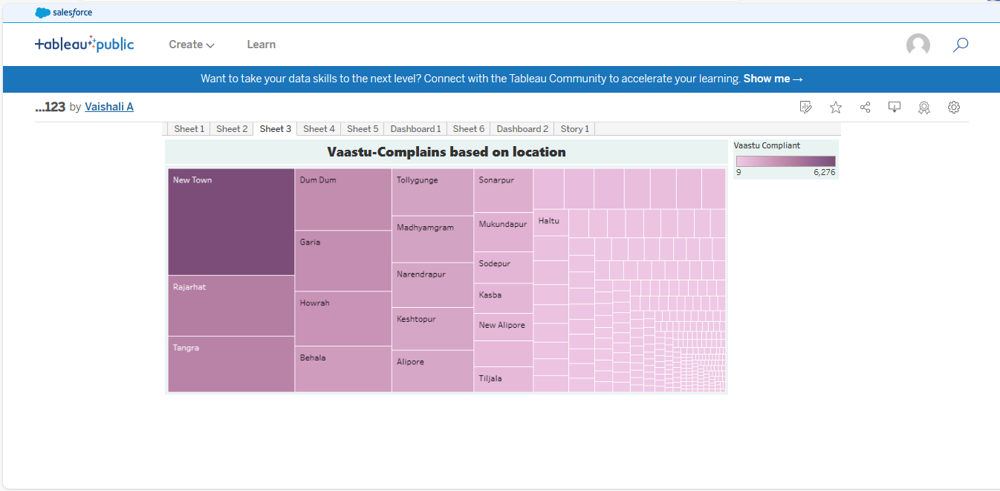 salesforce
+ableau+public
Create
Learn
Want to take your data skills to the next level? Connect with the Tableau Community to accelerate your learning. Show me →
...123 by Vaishali A
Sheet 1 Sheet 2 Sheet 3 Sheet 4 Sheet 5 Dashboard 1 Sheet 6 Dashboard 2 Story 1
Vaastu-Complains based on location
Vaastu Compliant
9 6,276
New Town
Rajarhat
Tangra
Dum Dum
Garia
Howrah
Behala
Tollygunge
Madhyamgram
Narendrapur
Keshtopur
Alipore
Sonarpur
Mukundapur
Sodepur
Kasba
New Alipore
Tiljala
Haltu